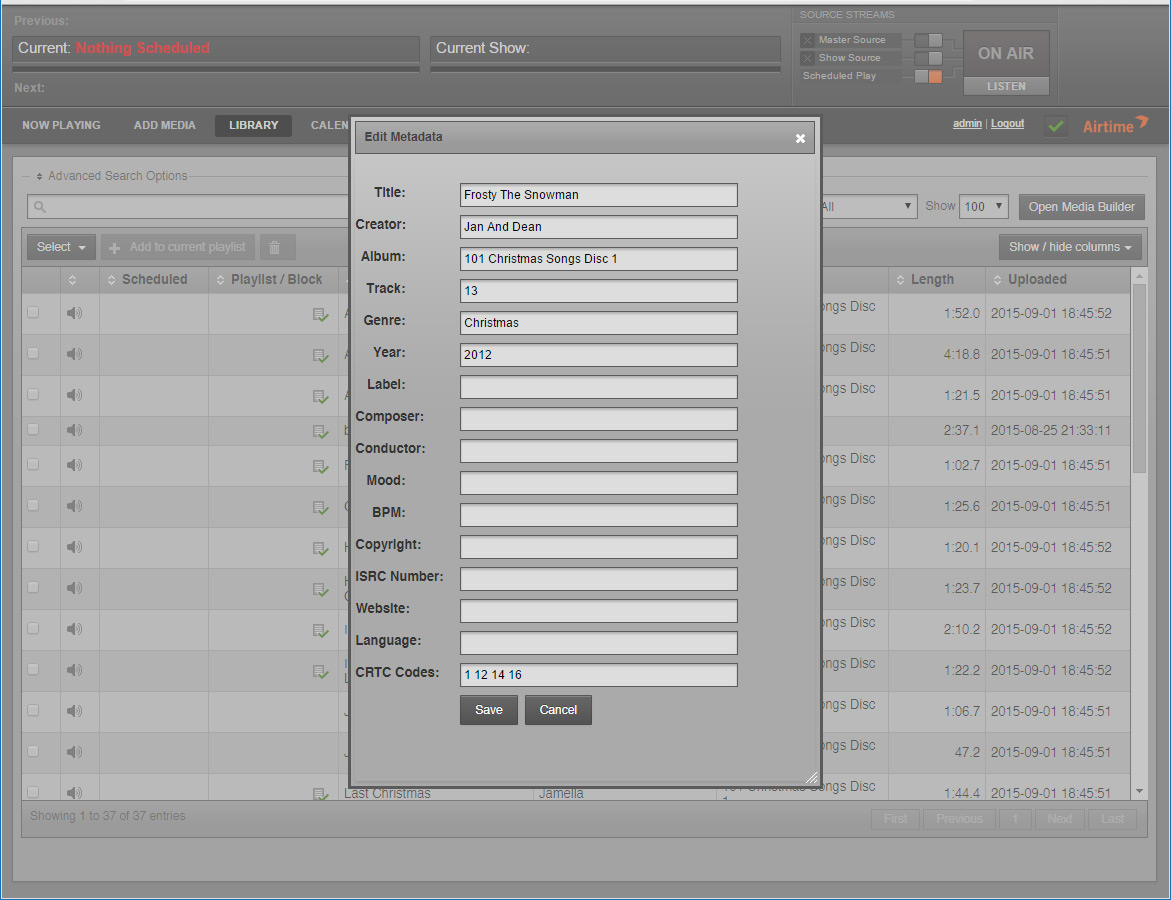 Previous:
Current: Nothing Scheduled
Next:
Current Show:
SOURCE STREAMS
Master Source
Show Source
Scheduled Play
ON AIR
LISTEN
NOW PLAYING ADD MEDIA LIBRARY CALEN
admin | Logout
Airtime
Advanced Search Options
All Show 100 Open Media Builder
Select Add to current playlist Show / hide columns
Scheduled Playlist / Block Length Uploaded
ongs Disc 1:52.0 2015-09-01 18:45:52
ongs Disc 4:18.8 2015-09-01 18:45:52
ongs Disc 1:21.5 2015-09-01 18:45:51
2:37.1 2015-08-25 21:33:11
ongs Disc 1:02.7 2015-09-01 18:45:51
ongs Disc 1:25.6 2015-09-01 18:45:51
ongs Disc 1:20.1 2015-09-01 18:45:52
ongs Disc 1:23.7 2015-09-01 18:45:52
ongs Disc 2:10.2 2015-09-01 18:45:52
ongs Disc 1:22.2 2015-09-01 18:45:52
ongs Disc 1:06.7 2015-09-01 18:45:51
ongs Disc 47.2 2015-09-01 18:45:51
Last Christmas Jamella 101 Christmas Songs Disc 1:44.4 2015-09-01 18:45:51
Showing 1 to 37 of 37 entries
First Previous 1 Next Last
Edit Metadata
Title: Frosty The Snowman
Creator: Jan And Dean
Album: 101 Christmas Songs Disc 1
Track: 13
Genre: Christmas
Year: 2012
Label:
Composer:
Conductor:
Mood:
BPM:
Copyright:
ISRC Number:
Website:
Language:
CRTC Codes: 1 12 14 16
Save Cancel